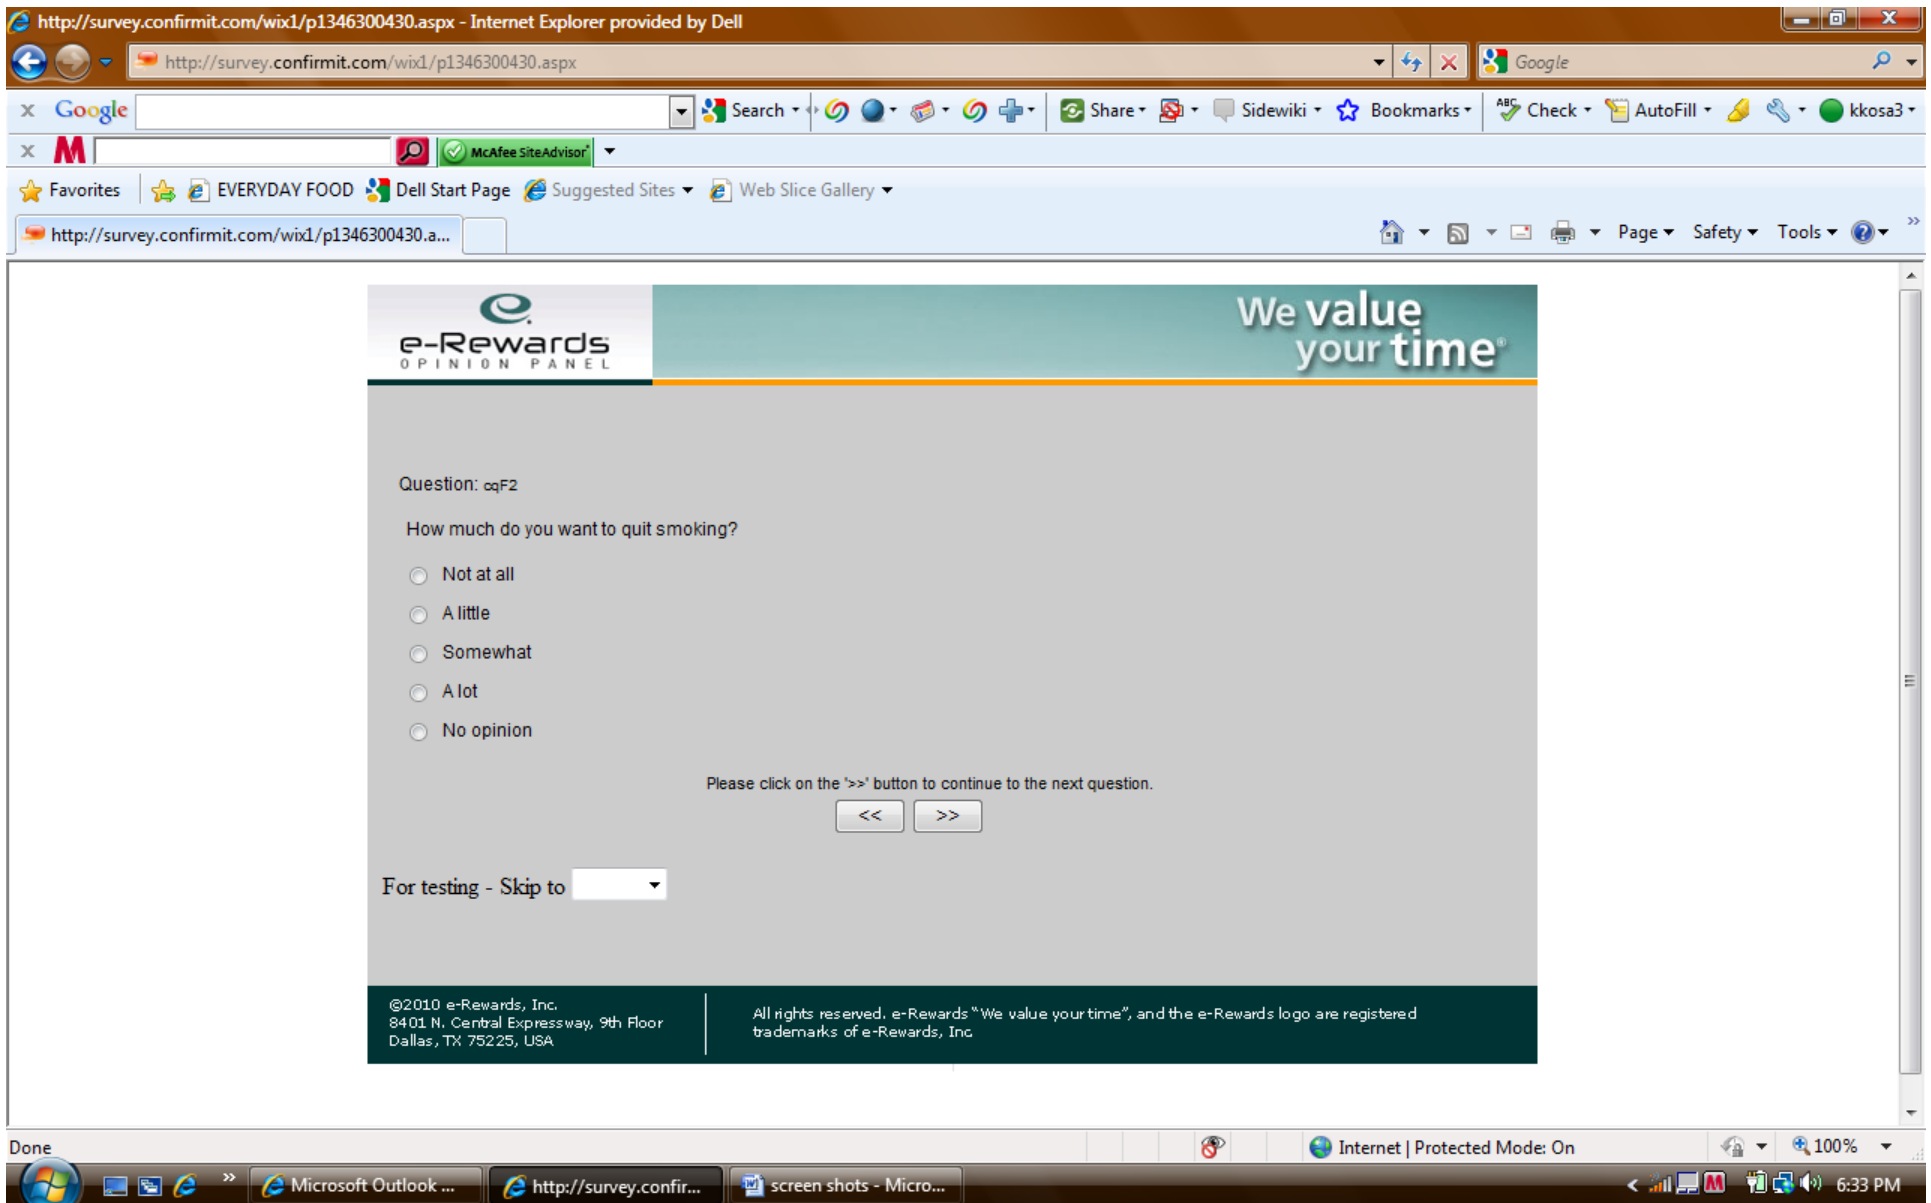 http://survey.confirmit.com/wix1/p1346300430.aspx - Internet Explorer provided by Dell
http://survey.confirmit.com/wix1/p1346300430.aspx
Google
x Google Search Share Sidewiki Bookmarks Check AutoFill kkosa3
x M McAfee SiteAdvisor
Favorites EVERYDAY FOOD Dell Start Page Suggested Sites Web Slice Gallery
http://survey.confirmit.com/wix1/p1346300430.a... Page Safety Tools »
e-Rewards
OPINION PANEL
We value
your time®
Question: cqF2
How much do you want to quit smoking?
Not at all
A little
Somewhat
A lot
No opinion
Please click on the '>>' button to continue to the next question.
<< >>
For testing - Skip to
©2010 e-Rewards, Inc.
8401 N. Central Expressway, 9th Floor
Dallas, TX 75225, USA
All rights reserved. e-Rewards "We value your time", and the e-Rewards logo are registered
trademarks of e-Rewards, Inc.
Done Internet | Protected Mode: On 100%
» Microsoft Outlook ... http://survey.confir... screen shots - Micro... < M 6:33 PM